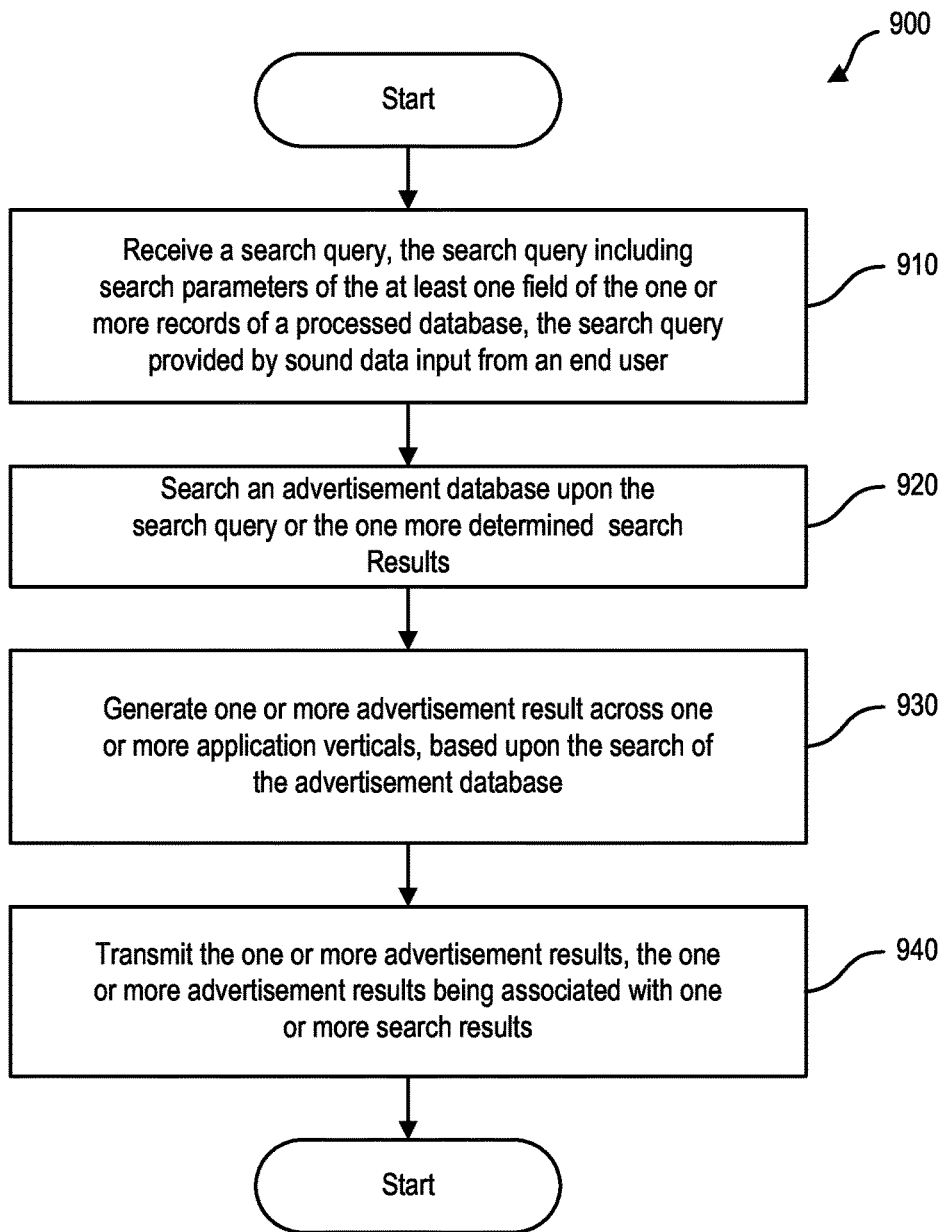 900
Start
Receive a search query, the search query including
search parameters of the at least one field of the one or
more records of a processed database, the search query
provided by sound data input from an end user
910
Search an advertisement database upon the
search query or the one more determined search
Results
920
Generate one or more advertisement result across one
or more application verticals, based upon the search of
the advertisement database
930
Transmit the one or more advertisement results, the one
or more advertisement results being associated with one
or more search results
940
Start